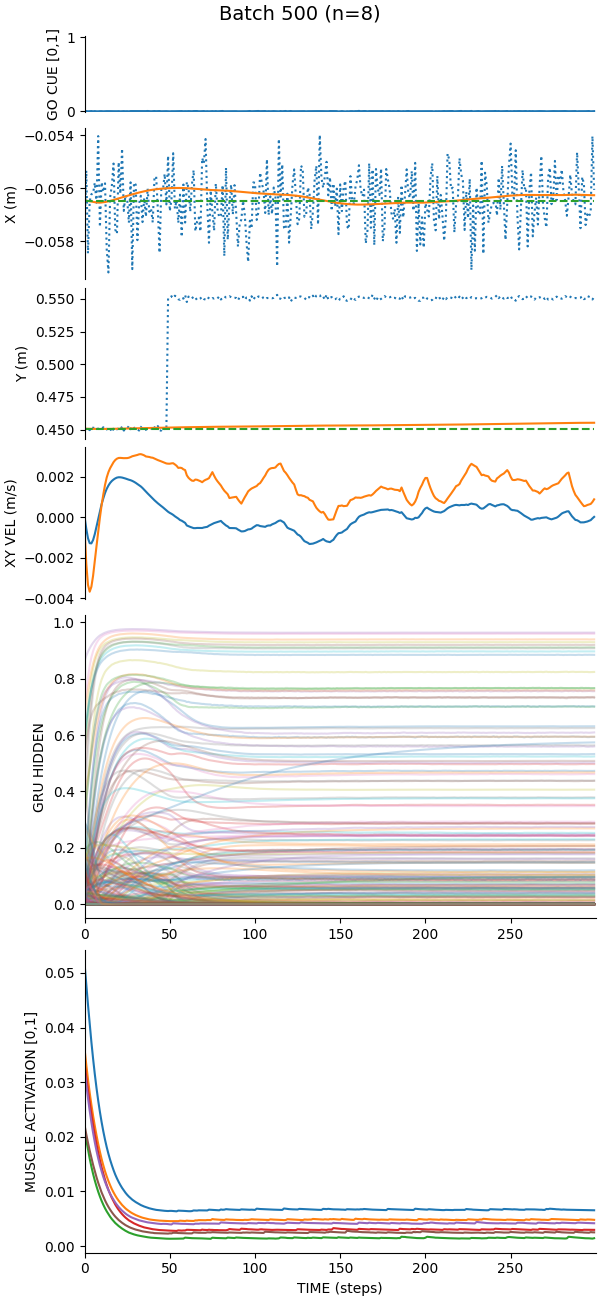 Batch 500 (n=8)
GO CUE [0,1]
1
0
X (m)
−0.054
−0.056
−0.058
Y (m)
0.550
0.525
0.500
0.475
0.450
XY VEL (m/s)
0.002
0.000
−0.002
−0.004
GRU HIDDEN
1.0
0.8
0.6
0.4
0.2
0.0
0 50 100 150 200 250
MUSCLE ACTIVATION [0,1]
0.05
0.04
0.03
0.02
0.01
0.00
0 50 100 150 200 250
TIME (steps)